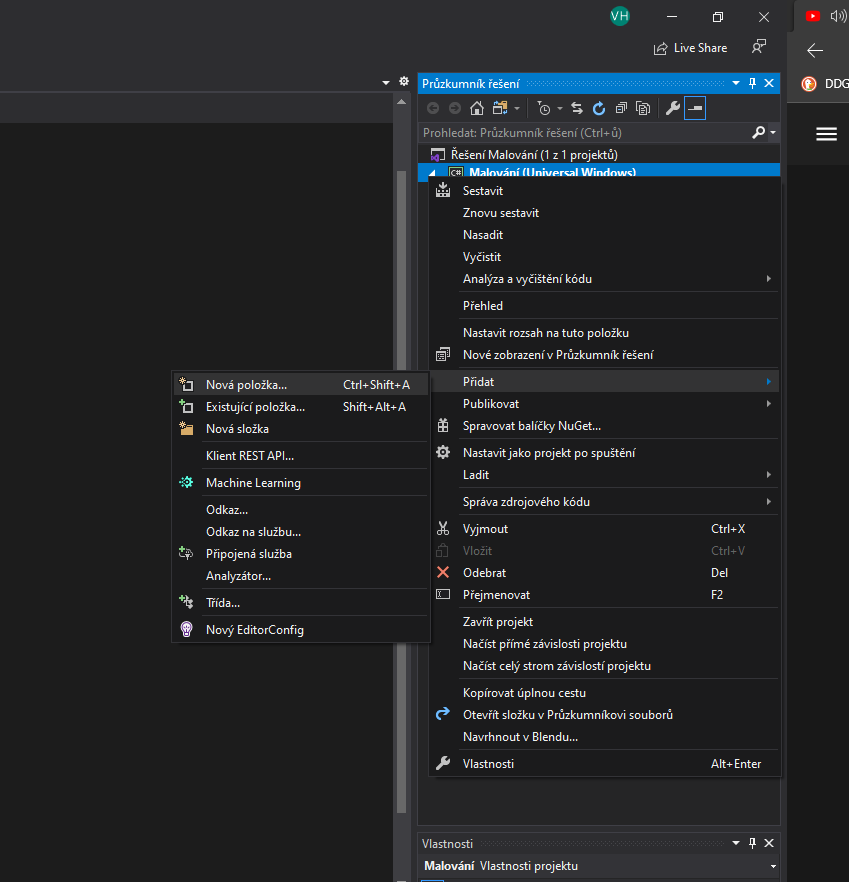 VH
Live Share
DDG
Průzkumník řešení
Prohledat: Průzkumník řešení (Ctrl+ů)
Řešení Malování (1 z 1 projektů)
C# Malování (Universal Windows)
Sestavit
Znovu sestavit
Nasadit
Vyčistit
Analýza a vyčištění kódu
Přehled
Nastavit rozsah na tuto položku
Nové zobrazení v Průzkumník řešení
Přidat
Publikovat
Spravovat balíčky NuGet...
Nastavit jako projekt po spuštění
Ladit
Správa zdrojového kódu
Vyjmout Ctrl+X
Vložit Ctrl+V
Odebrat Del
Přejmenovat F2
Zavřít projekt
Načíst přímé závislosti projektu
Načíst celý strom závislostí projektu
Kopírovat úplnou cestu
Otevřít složku v Průzkumníkovi souborů
Navrhnout v Blendu...
Vlastnosti Alt+Enter
Nová položka... Ctrl+Shift+A
Existující položka... Shift+Alt+A
Nová složka
Klient REST API...
Machine Learning
Odkaz...
Odkaz na službu...
Připojená služba
Analyzátor...
Třída...
Nový EditorConfig
Vlastnosti
Malování Vlastnosti projektu